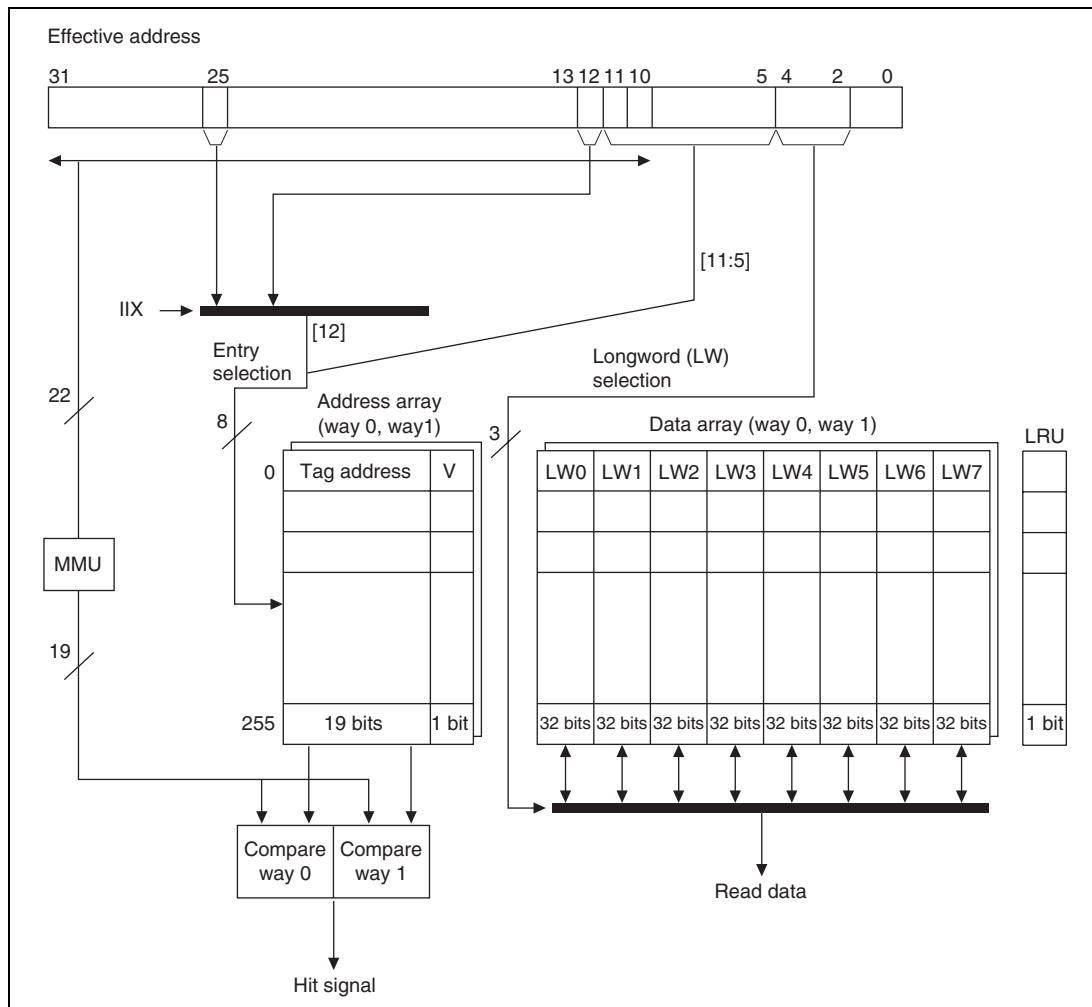 Effective address
31 25 13 12 11 10 5 4 2 0
[11:5]
IIX
[12]
Entry
selection
Longword (LW)
selection
22
8
Address array
(way 0, way1)
3
Data array (way 0, way 1)
LRU
0
Tag address V
LW0 LW1 LW2 LW3 LW4 LW5 LW6 LW7
MMU
19
255
19 bits 1 bit
32 bits 32 bits 32 bits 32 bits 32 bits 32 bits 32 bits 32 bits
1 bit
Compare
way 0
Compare
way 1
Read data
Hit signal